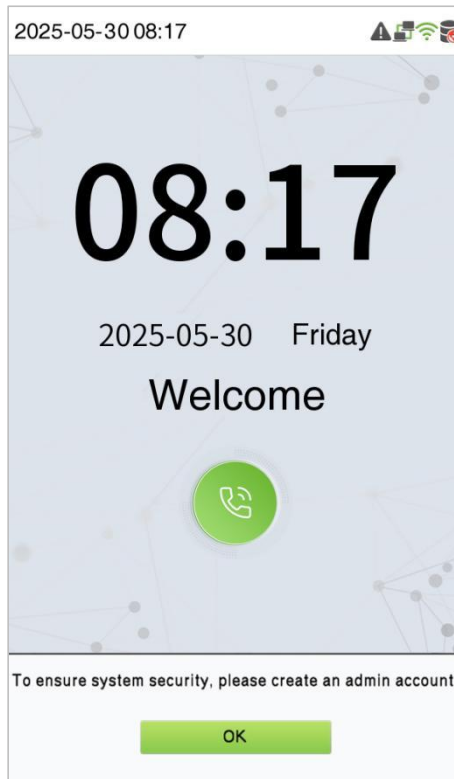 2025-05-30 08:17
08:17
2025-05-30 Friday
Welcome
To ensure system security, please create an admin account
OK